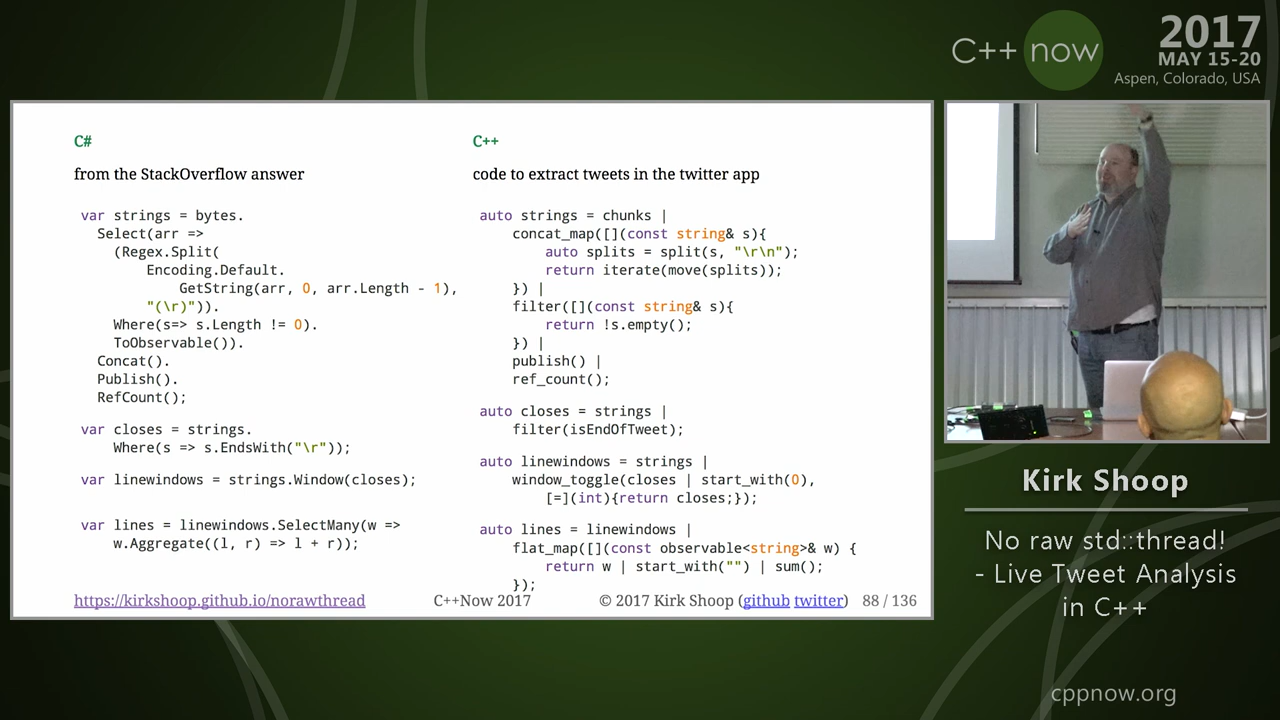 C++ now
2017
MAY 15-20
Aspen, Colorado, USA
C#
from the StackOverflow answer
var strings = bytes.
Select(arr =>
(Regex.Split(
Encoding.Default.
GetString(arr, 0, arr.Length - 1),
"(\r)")).
Where(s=> s.Length != 0).
ToObservable()).
Concat().
Publish().
RefCount();
var closes = strings.
Where(s => s.EndsWith("\r"));
var linewindows = strings.Window(closes);
var lines = linewindows.SelectMany(w =>
w.Aggregate((l, r) => l + r));
C++
code to extract tweets in the twitter app
auto strings = chunks |
concat_map([](const string& s){
auto splits = split(s, "\r\n");
return iterate(move(splits));
}) |
filter([](const string& s){
return !s.empty();
}) |
publish() |
ref_count();
auto closes = strings |
filter(isEndOfTweet);
auto linewindows = strings |
window_toggle(closes | start_with(0),
[=](int){return closes;});
auto lines = linewindows |
flat_map([](const observable<string>& w) {
return w | start_with("") | sum();
});
https://kirkshoop.github.io/norawthread
C++Now 2017
© 2017 Kirk Shoop (github twitter)
88 / 136
Kirk Shoop
No raw std::thread!
- Live Tweet Analysis
in C++
cppnow.org